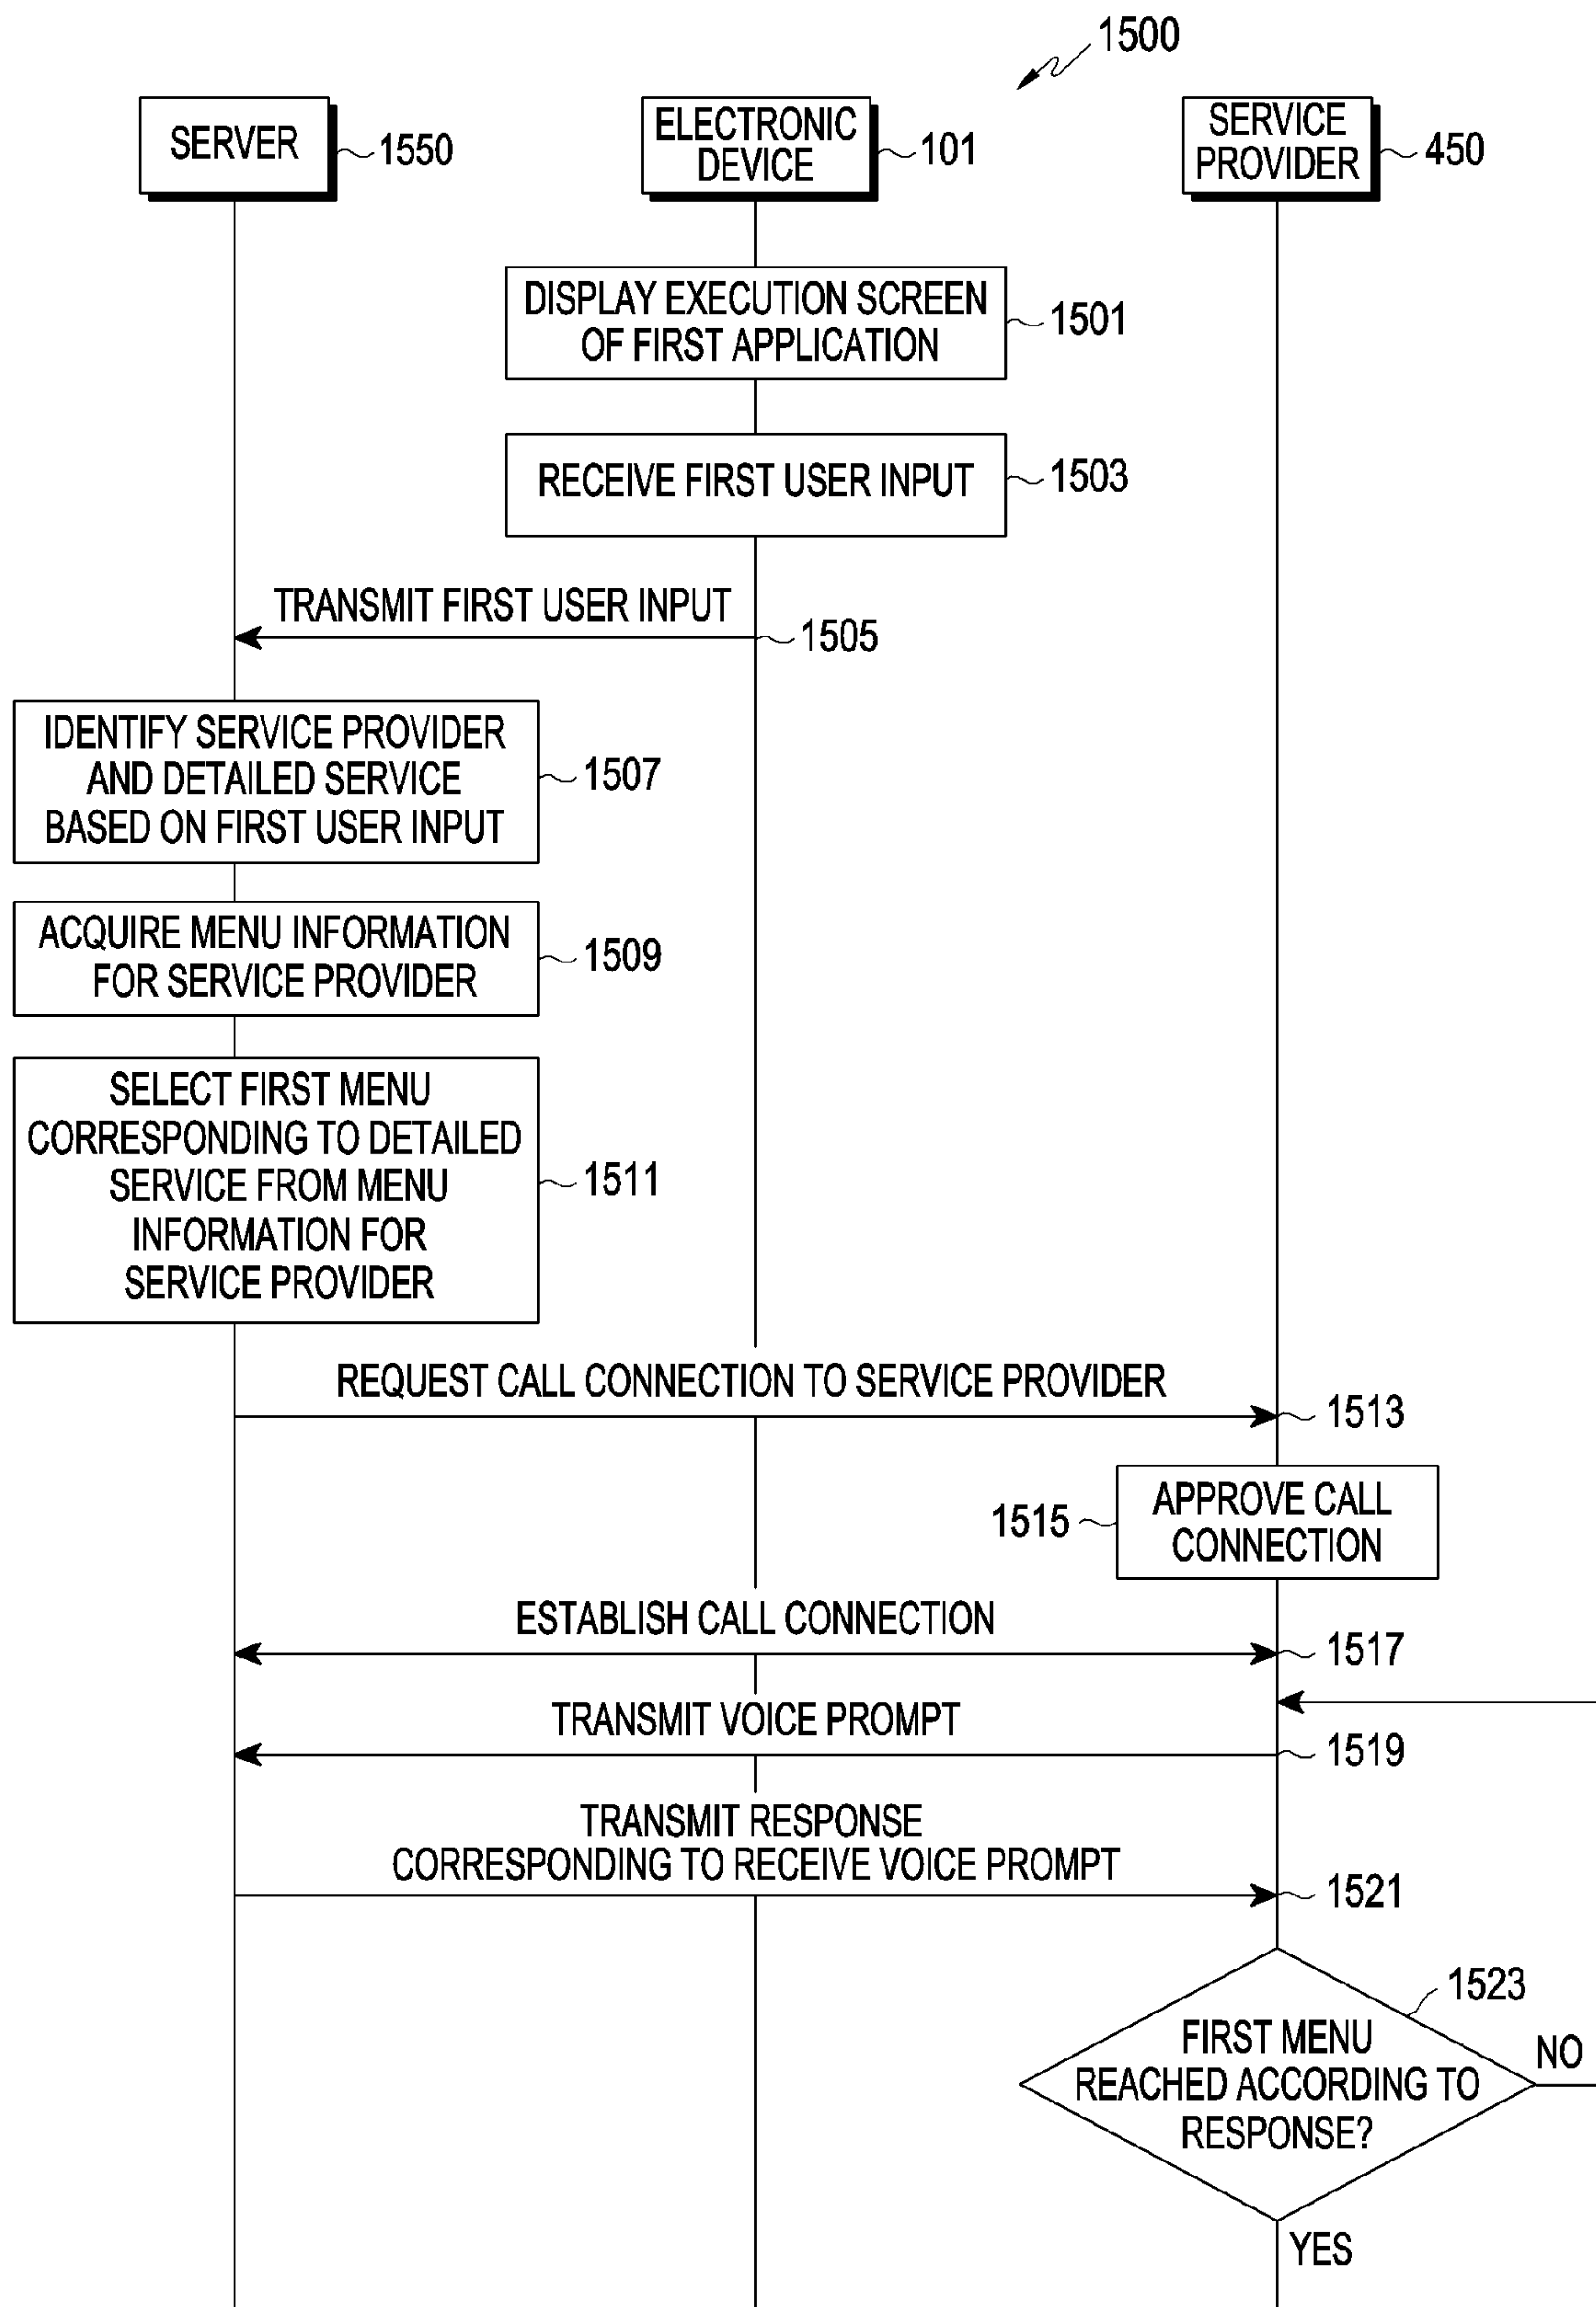 1500
SERVER
1550
ELECTRONIC
DEVICE
101
SERVICE
PROVIDER
450
DISPLAY EXECUTION SCREEN
OF FIRST APPLICATION
1501
RECEIVE FIRST USER INPUT
1503
TRANSMIT FIRST USER INPUT
1505
IDENTIFY SERVICE PROVIDER
AND DETAILED SERVICE
BASED ON FIRST USER INPUT
1507
ACQUIRE MENU INFORMATION
FOR SERVICE PROVIDER
1509
SELECT FIRST MENU
CORRESPONDING TO DETAILED
SERVICE FROM MENU
INFORMATION FOR
SERVICE PROVIDER
1511
REQUEST CALL CONNECTION TO SERVICE PROVIDER
1513
APPROVE CALL
CONNECTION
1515
ESTABLISH CALL CONNECTION
1517
TRANSMIT VOICE PROMPT
1519
TRANSMIT RESPONSE
CORRESPONDING TO RECEIVE VOICE PROMPT
1521
1523
FIRST MENU
REACHED ACCORDING TO
RESPONSE?
NO
YES